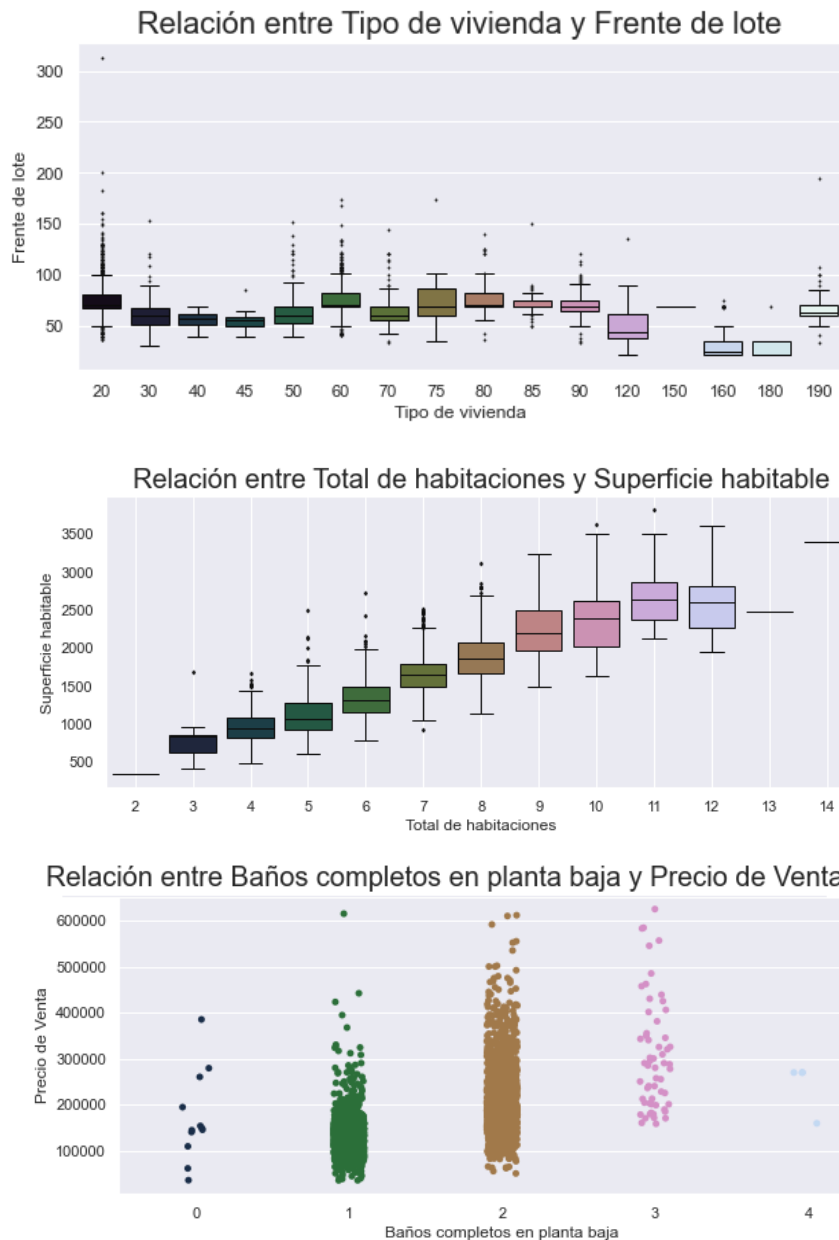 Relación entre Tipo de vivienda y Frente de lote
300
250
200
150
100
50
Frente de lote
20 30 40 45 50 60 70 75 80 85 90 120 150 160 180 190
Tipo de vivienda
Relación entre Total de habitaciones y Superficie habitable
3500
3000
2500
2000
1500
1000
500
Superficie habitable
2 3 4 5 6 7 8 9 10 11 12 13 14
Total de habitaciones
Relación entre Baños completos en planta baja y Precio de Venta
600000
500000
400000
300000
200000
100000
Precio de Venta
0 1 2 3 4
Baños completos en planta baja